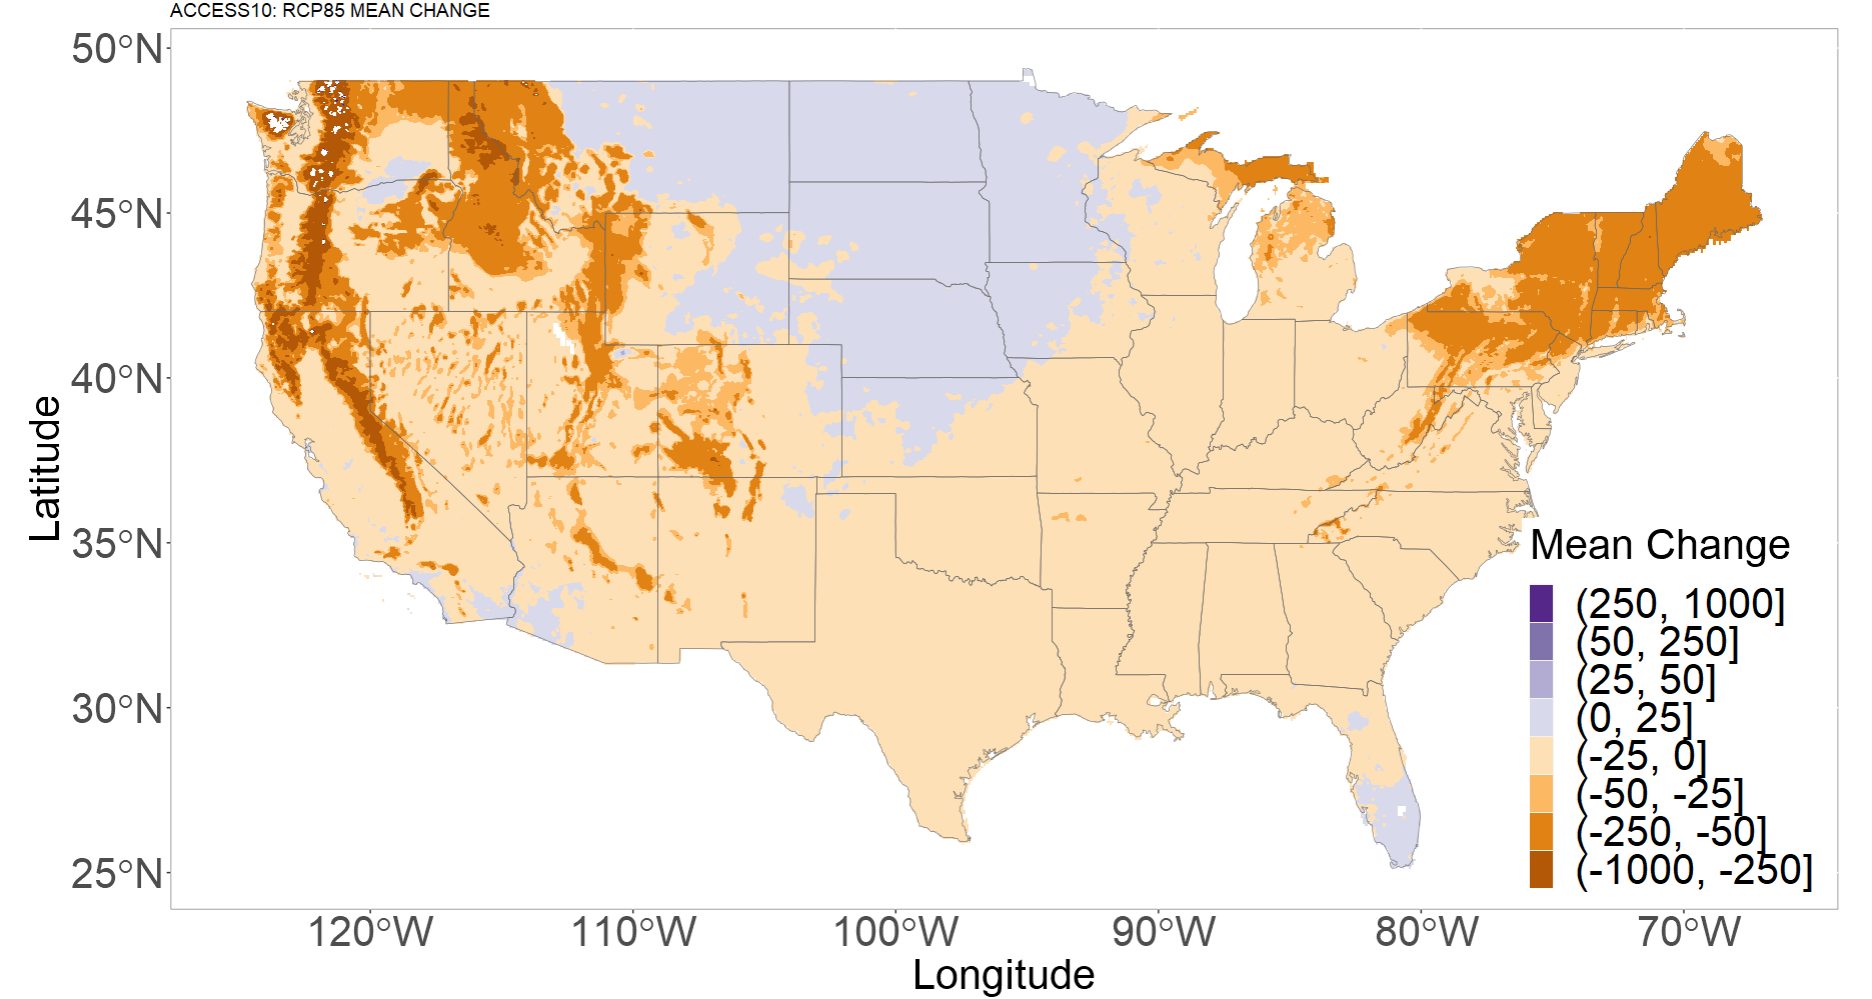 ACCESS10: RCP85 MEAN CHANGE
50°N
45°N
40°N
35°N
30°N
25°N
Latitude
120°W
110°W
100°W
90°W
80°W
70°W
Longitude
Mean Change
(250, 1000]
(50, 250]
(25, 50]
(0, 25]
(-25, 0]
(-50, -25]
(-250, -50]
(-1000, -250]